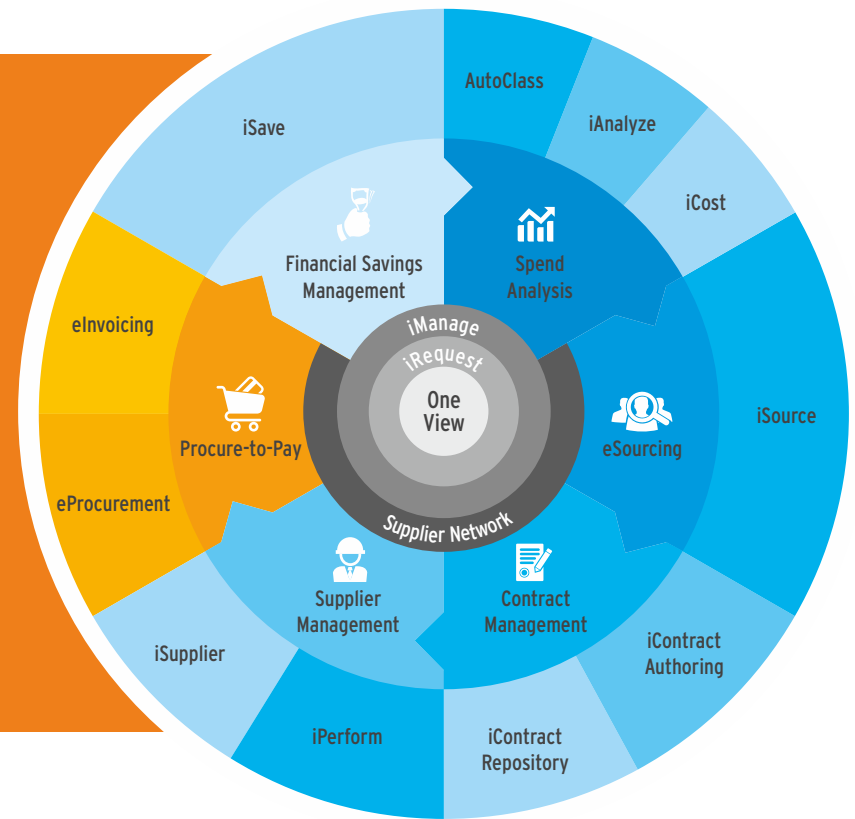 AutoClass
iAnalyze
iCost
iSave
Financial Savings
Management
Spend
Analysis
eInvoicing
iManage
iRequest
One
View
Procure-to-Pay
eSourcing
iSource
eProcurement
Supplier Network
Supplier
Management
Contract
Management
iSupplier
iContract
Authoring
iPerform
iContract
Repository